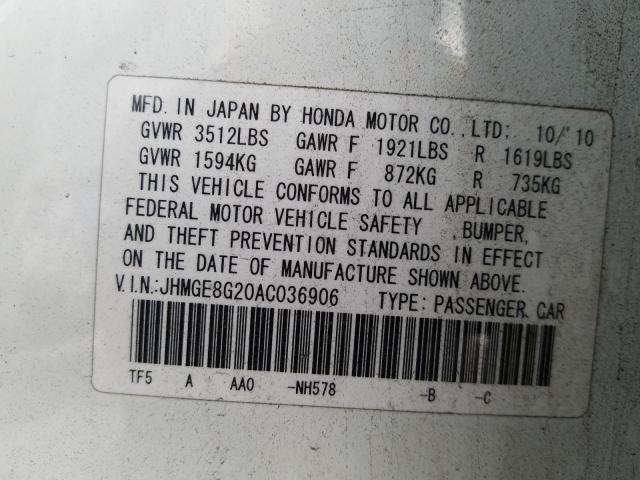 MFD. IN JAPAN BY HONDA MOTOR CO.,LTD; 10/'10
GVWR 3512LBS GAWR F 1921LBS R 1619LBS
GVWR 1594KG GAWR F 872KG R 735KG
THIS VEHICLE CONFORMS TO ALL APPLICABLE
FEDERAL MOTOR VEHICLE SAFETY ,BUMPER,
AND THEFT PREVENTION STANDARDS IN EFFECT
ON THE DATE OF MANUFACTURE SHOWN ABOVE.
V.I.N.:JHMGE8G20AC036906 TYPE: PASSENGER CAR
TF5 A AA0 -NH578 -B -C